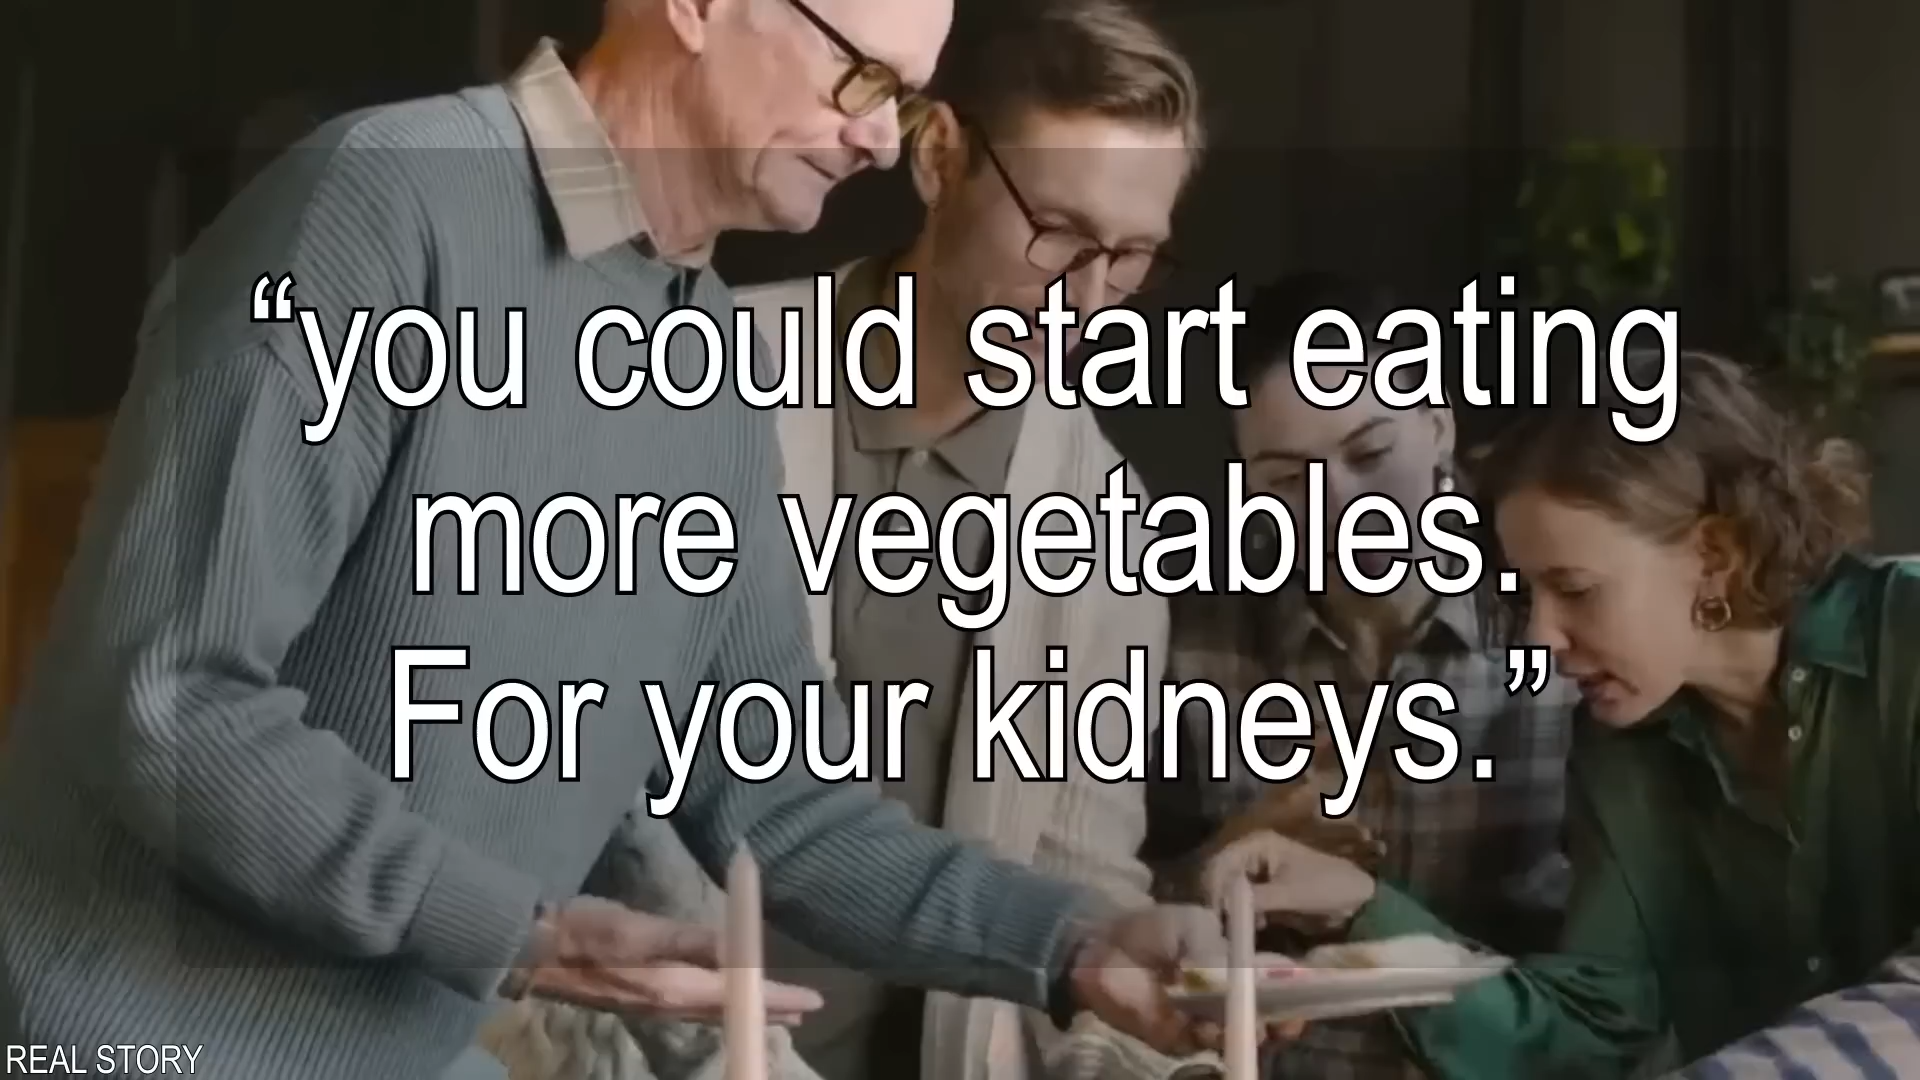 “you could start eating
more vegetables.
For your kidneys.”
REAL STORY